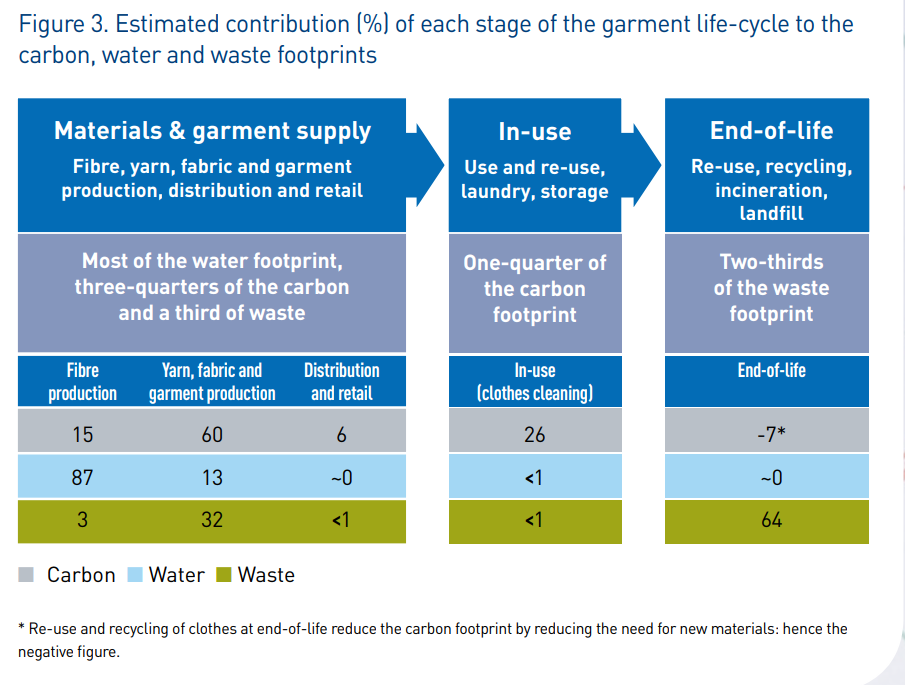 Figure 3. Estimated contribution (%) of each stage of the garment life-cycle to the
carbon, water and waste footprints
Materials & garment supply
Fibre, yarn, fabric and garment
production, distribution and retail
In-use
Use and re-use,
laundry, storage
End-of-life
Re-use, recycling,
incineration,
landfill
Most of the water footprint,
three-quarters of the carbon
and a third of waste
One-quarter of
the carbon
footprint
Two-thirds
of the waste
footprint
Fibre
production
Yarn, fabric and
garment production
Distribution
and retail
In-use
(clothes cleaning)
End-of-life
15 60 6 26 -7*
87 13 ~0 <1 ~0
3 32 <1 <1 64
Carbon Water Waste
* Re-use and recycling of clothes at end-of-life reduce the carbon footprint by reducing the need for new materials: hence the
negative figure.